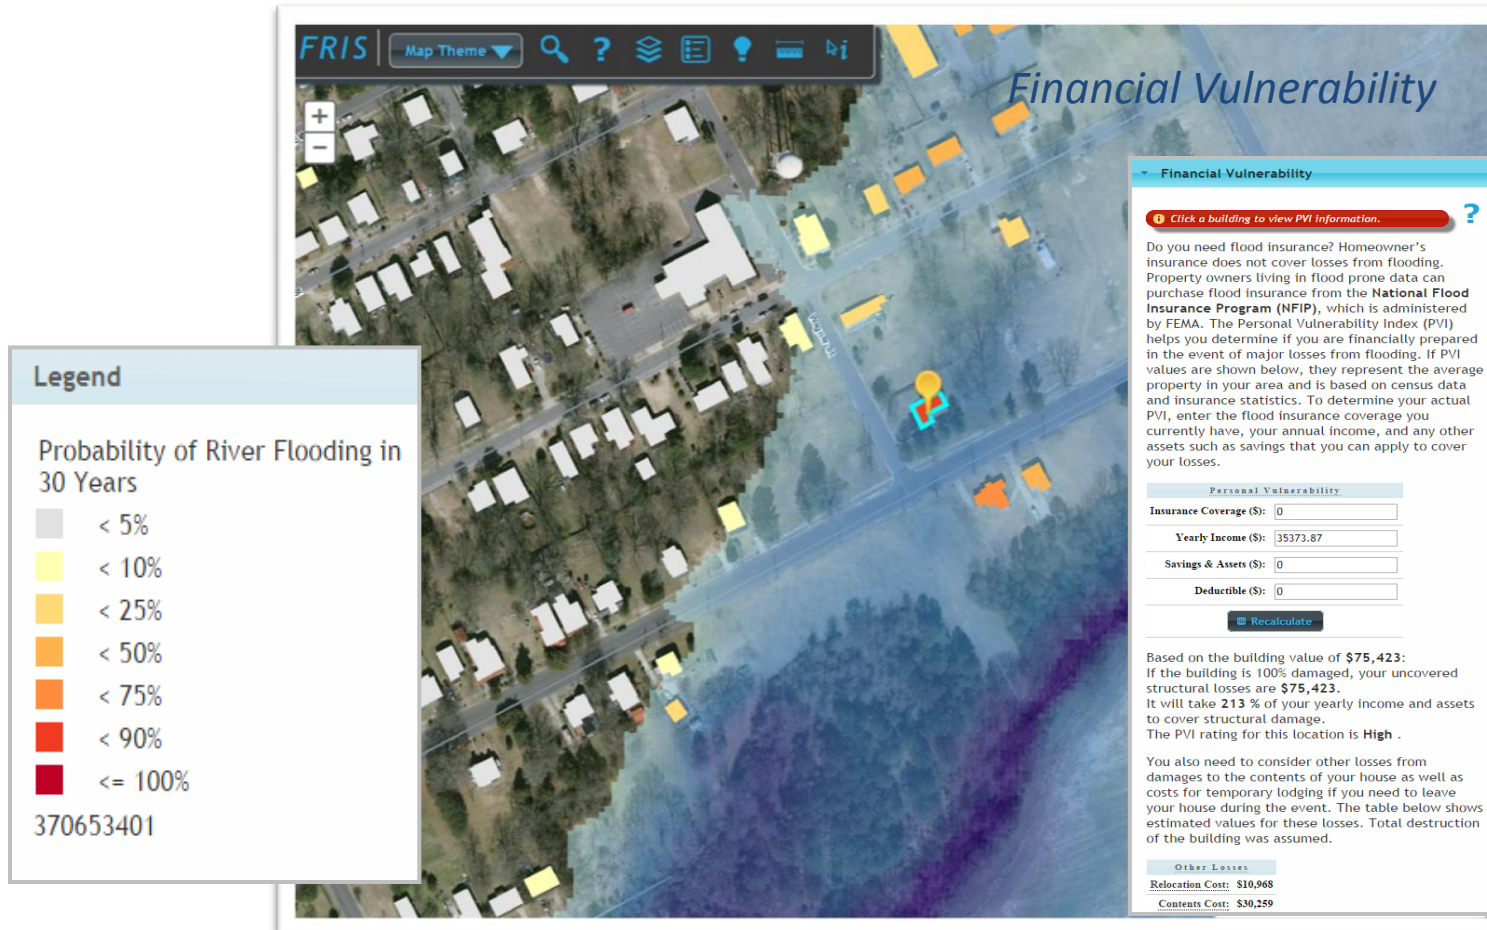 FRIS
Map Theme
?
i
+
−
Financial Vulnerability
Legend
Probability of River Flooding in
30 Years
< 5%
< 10%
< 25%
< 50%
< 75%
< 90%
<= 100%
370653401
Financial Vulnerability
Click a building to view PVI information.
?
Do you need flood insurance? Homeowner's
insurance does not cover losses from flooding.
Property owners living in flood prone data can
purchase flood insurance from the National Flood
Insurance Program (NFIP), which is administered
by FEMA. The Personal Vulnerability Index (PVI)
helps you determine if you are financially prepared
in the event of major losses from flooding. If PVI
values are shown below, they represent the average
property in your area and is based on census data
and insurance statistics. To determine your actual
PVI, enter the flood insurance coverage you
currently have, your annual income, and any other
assets such as savings that you can apply to cover
your losses.
Personal Vulnerability
Insurance Coverage ($): 0
Yearly Income ($): 35373.87
Savings & Assets ($): 0
Deductible ($): 0
Recalculate
Based on the building value of $75,423:
If the building is 100% damaged, your uncovered
structural losses are $75,423.
It will take 213 % of your yearly income and assets
to cover structural damage.
The PVI rating for this location is High .
You also need to consider other losses from
damages to the contents of your house as well as
costs for temporary lodging if you need to leave
your house during the event. The table below shows
estimated values for these losses. Total destruction
of the building was assumed.
Other Losses
Relocation Cost: $10,968
Contents Cost: $30,259